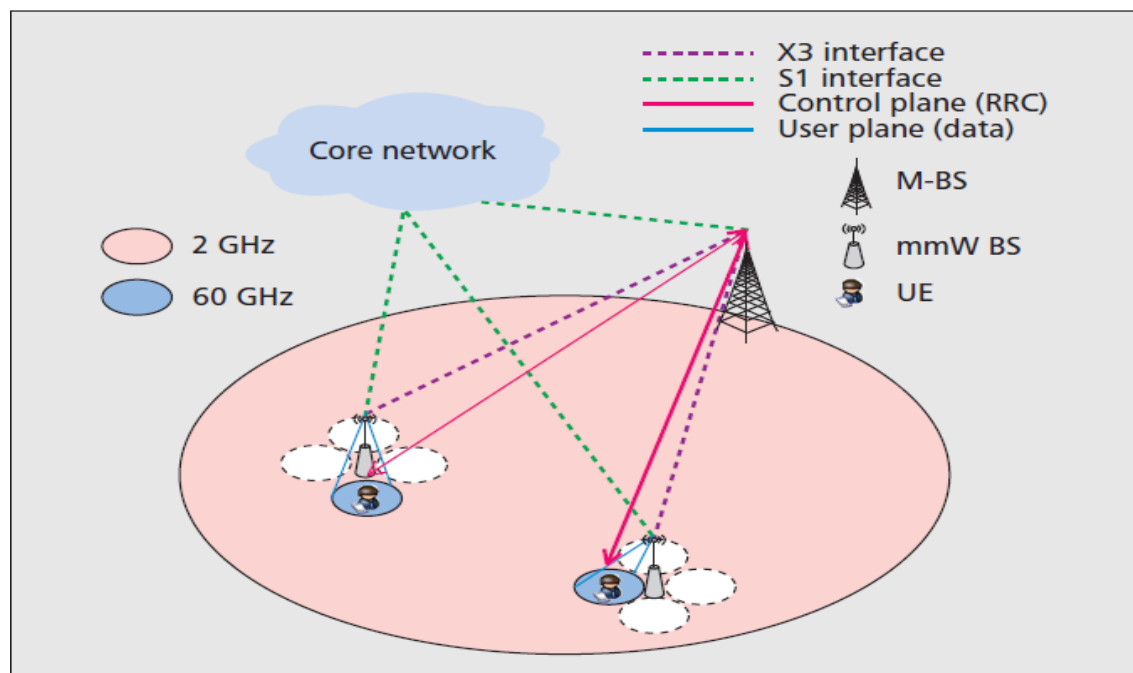 X3 interface
S1 interface
Control plane (RRC)
User plane (data)
Core network
M-BS
2 GHz
mmW BS
60 GHz
UE